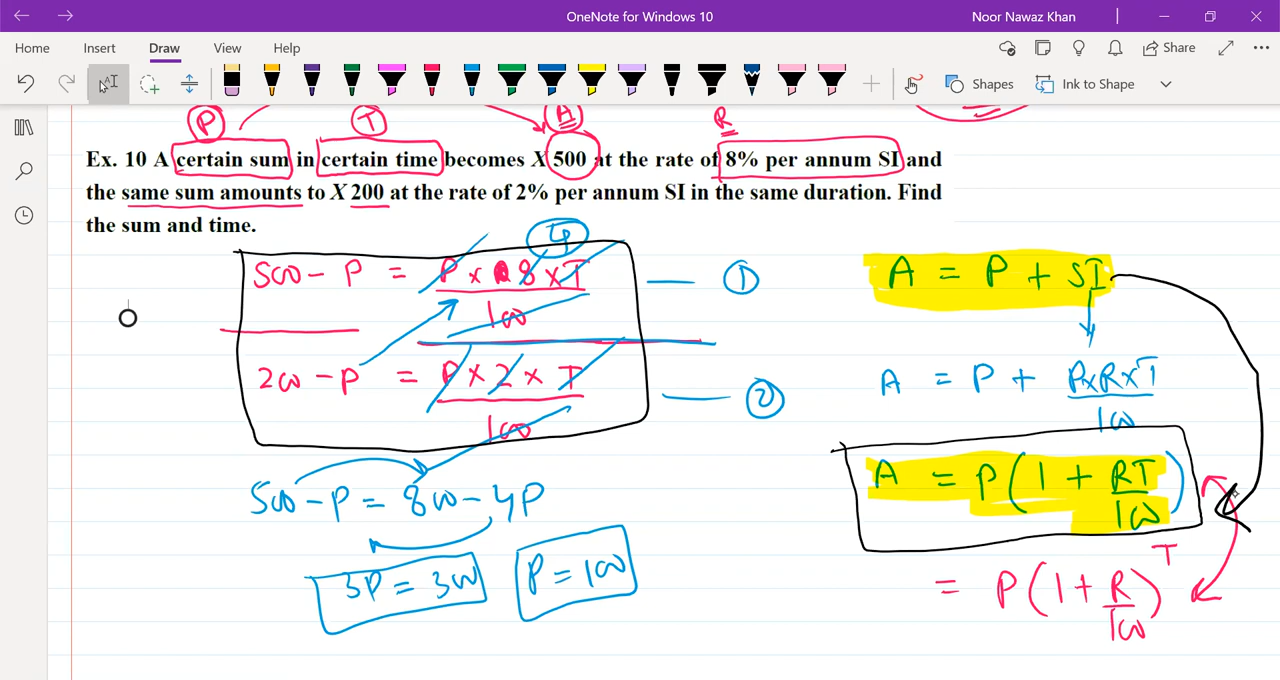 OneNote for Windows 10
Noor Nawaz Khan
Home Insert Draw View Help
Share
Shapes
Ink to Shape
P T A R
Ex. 10 A certain sum in certain time becomes X 500 at the rate of 8% per annum SI and
the same sum amounts to X 200 at the rate of 2% per annum SI in the same duration. Find
the sum and time.
4
500 - P = P x 8 x T / 100 — 1
200 - P = P x 2 x T / 100 — 2
500 - P = 800 - 4P
3P = 300
P = 100
A = P + SI
A = P + PxRxT / 100
A = P(1 + RT / 100)
= P(1 + R / 100)^T